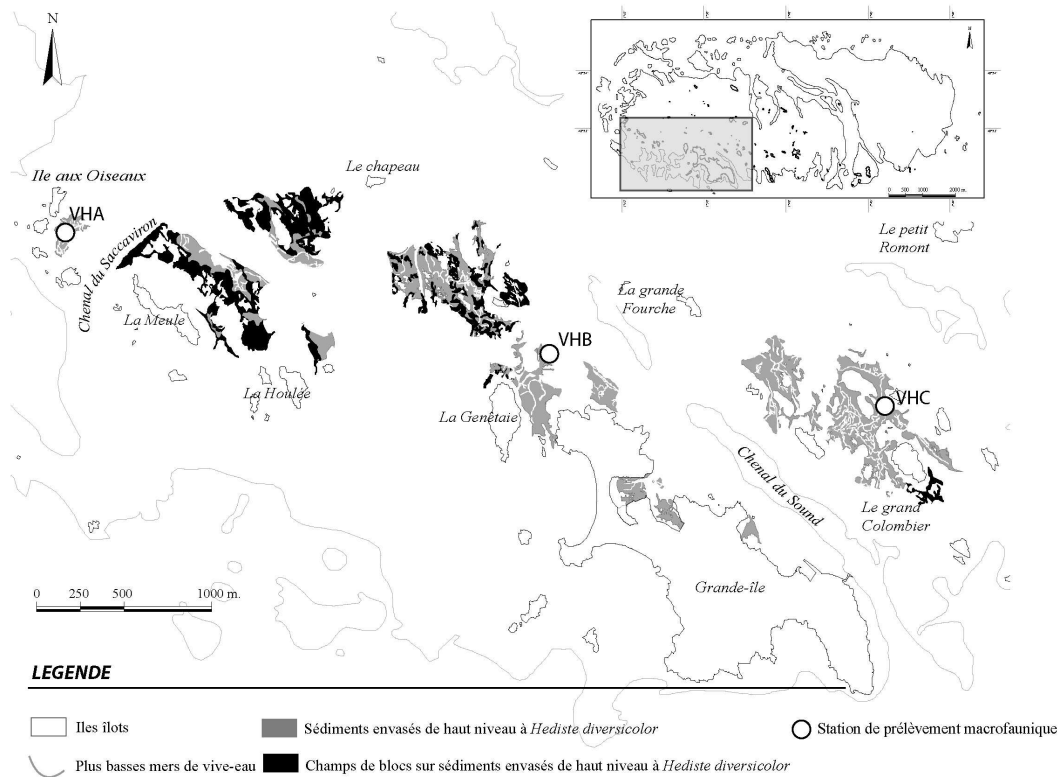 N
N
Ile aux Oiseaux
VHA
Chenal du Saccaviron
La Meule
Le chapeau
La Houlée
0 500 1000 2000 m.
Le petit
Romont
La grande
Fourche
VHB
La Genêtaie
VHC
Chenal du Sound
Le grand
Colombier
Grande-île
0 250 500 1000 m.
LEGENDE
Iles îlots
Sédiments envasés de haut niveau à Hediste diversicolor
Station de prélèvement macrofaunique
Plus basses mers de vive-eau
Champs de blocs sur sédiments envasés de haut niveau à Hediste diversicolor